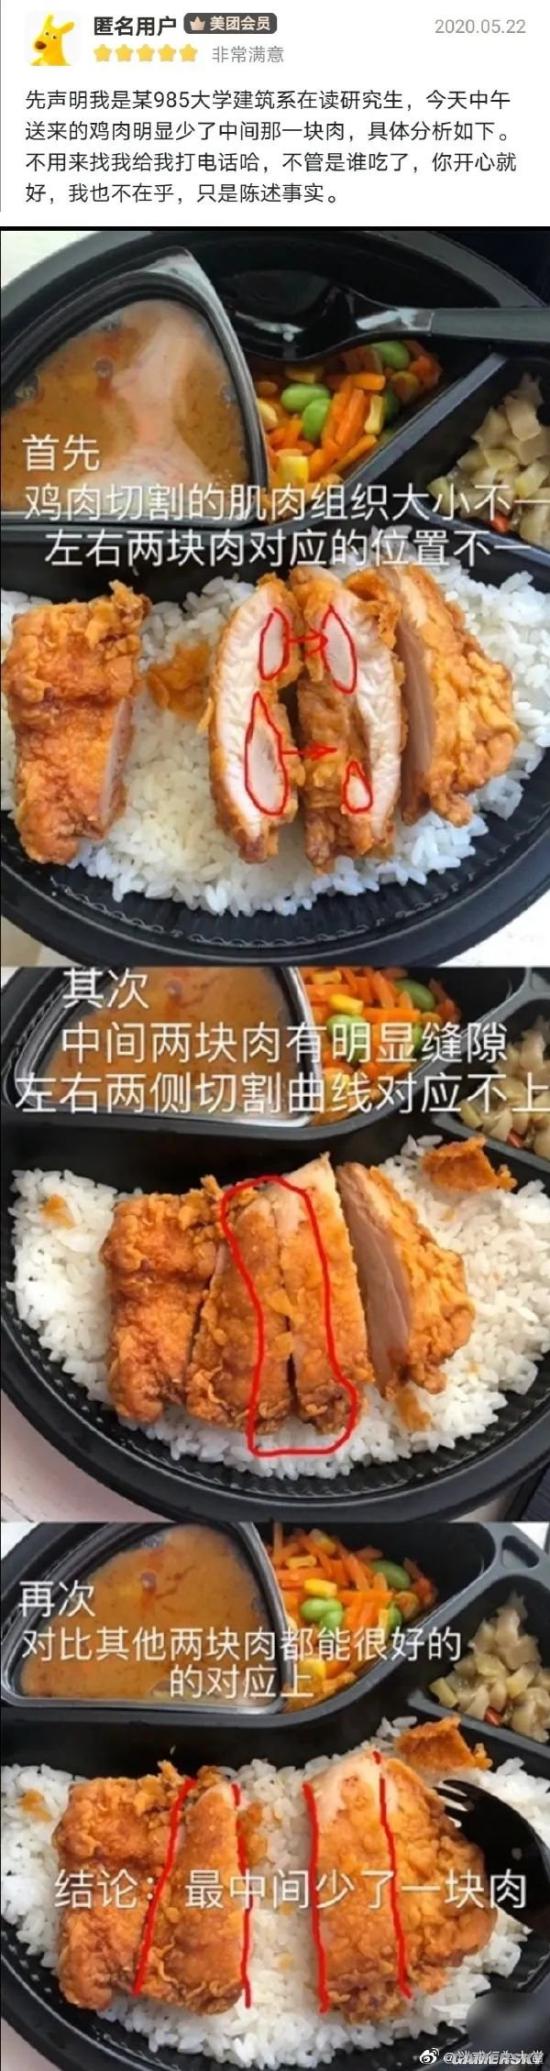 匿名用户 美团会员
2020.05.22
非常满意
先声明我是某985大学建筑系在读研究生，今天中午
送来的鸡肉明显少了中间那一块肉，具体分析如下。
不用来找我给我打电话哈，不管是谁吃了，你开心就
好，我也不在乎，只是陈述事实。
首先
鸡肉切割的肌肉组织大小不一
左右两块肉对应的位置不一
其次
中间两块肉有明显缝隙
左右两侧切割曲线对应不上
再次
对比其他两块肉都能很好的
的对应上
结论：最中间少了一块肉